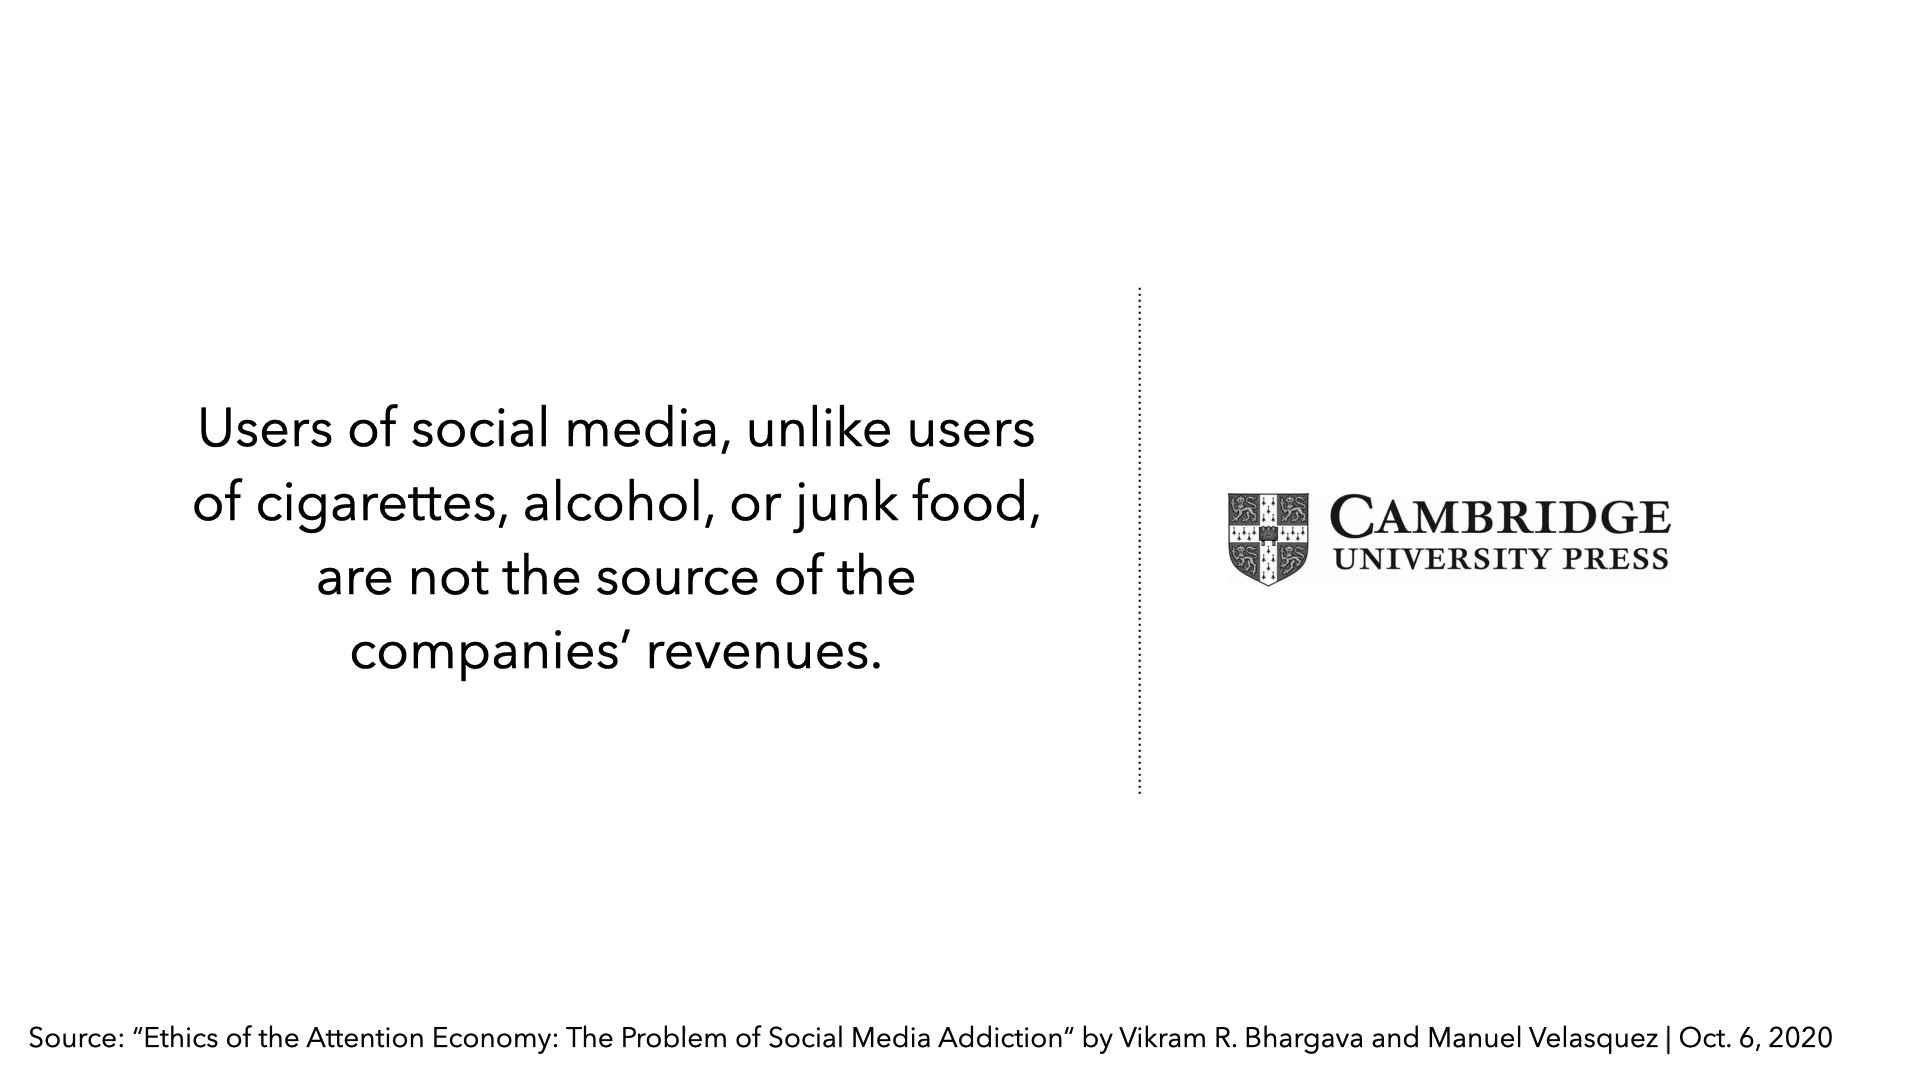 Users of social media, unlike users
of cigarettes, alcohol, or junk food,
are not the source of the
companies’ revenues.
CAMBRIDGE
UNIVERSITY PRESS
Source: “Ethics of the Attention Economy: The Problem of Social Media Addiction“ by Vikram R. Bhargava and Manuel Velasquez | Oct. 6, 2020